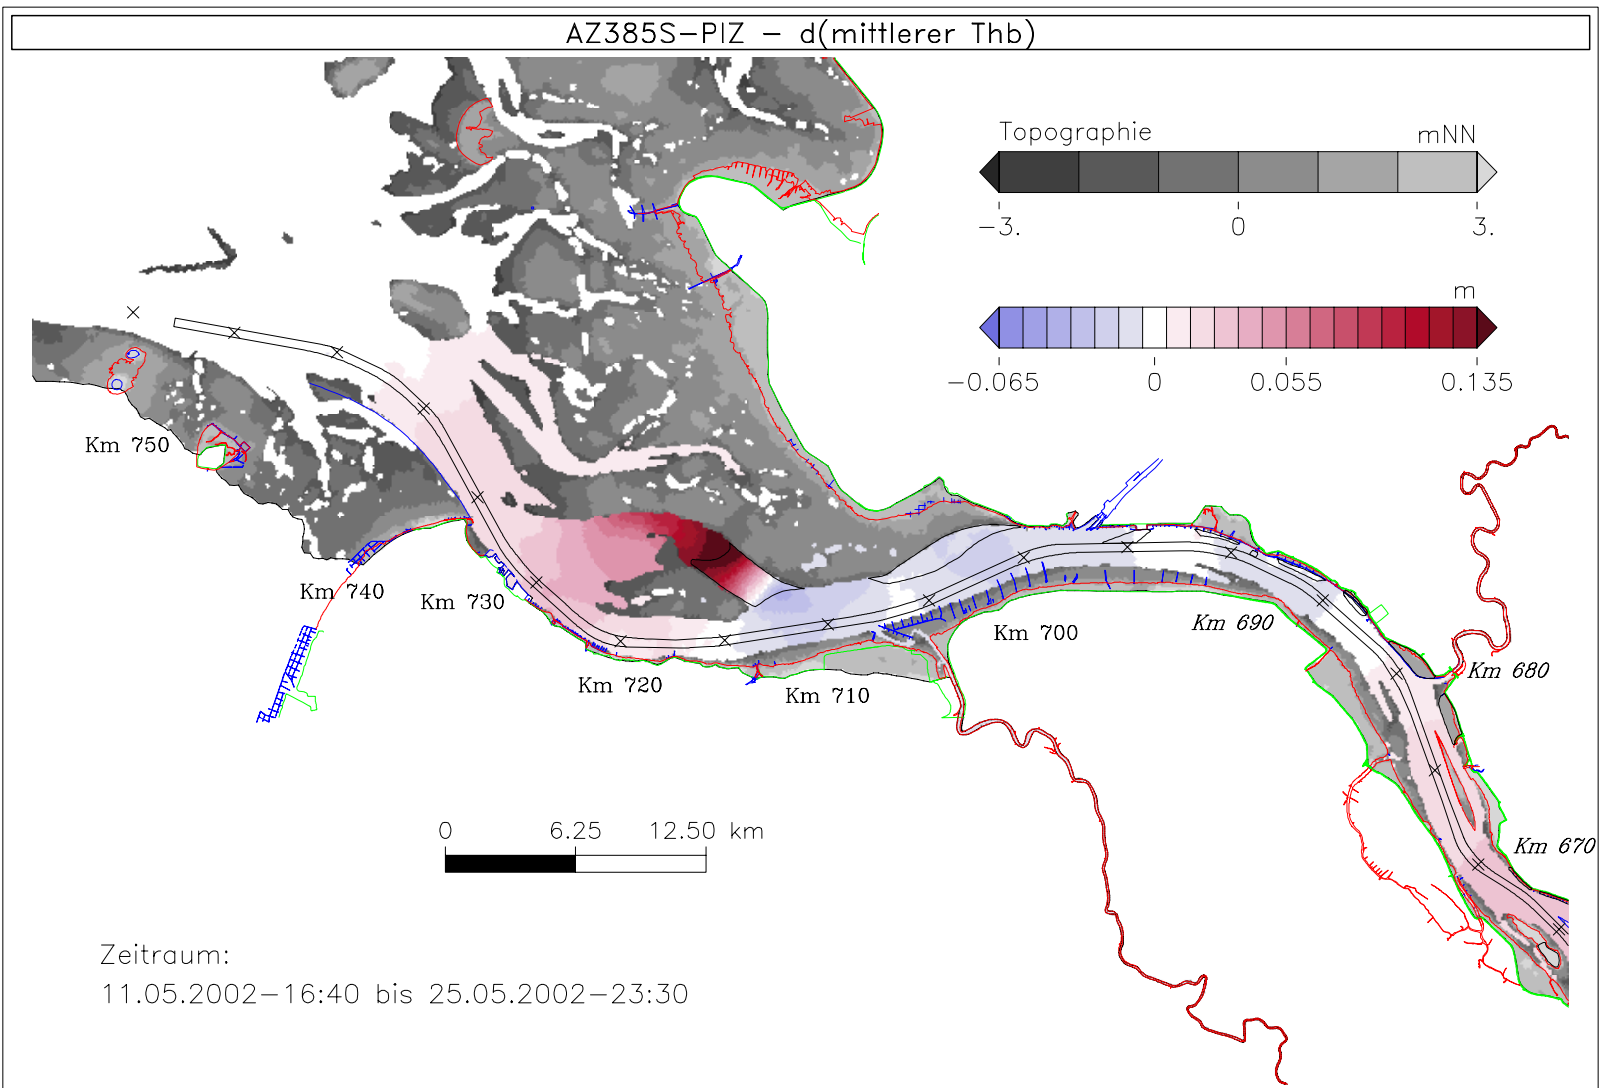 AZ385S-PIZ - d(mittlerer Thb)
Topographie mNN
-3. 0 3.
m
-0.065 0 0.055 0.135
Km 750
Km 740
Km 730
Km 720
Km 710
Km 700
Km 690
Km 680
Km 670
0 6.25 12.50 km
Zeitraum:
11.05.2002-16:40 bis 25.05.2002-23:30